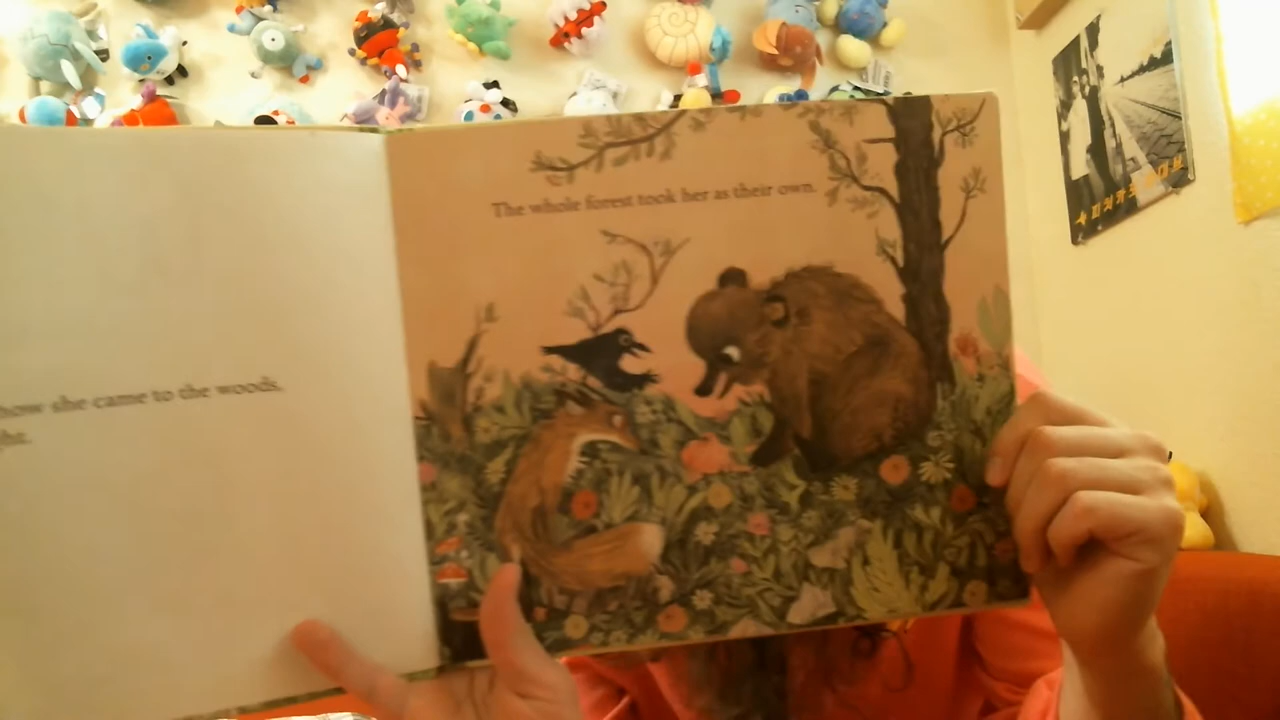 how she came to the woods.
The whole forest took her as their own.